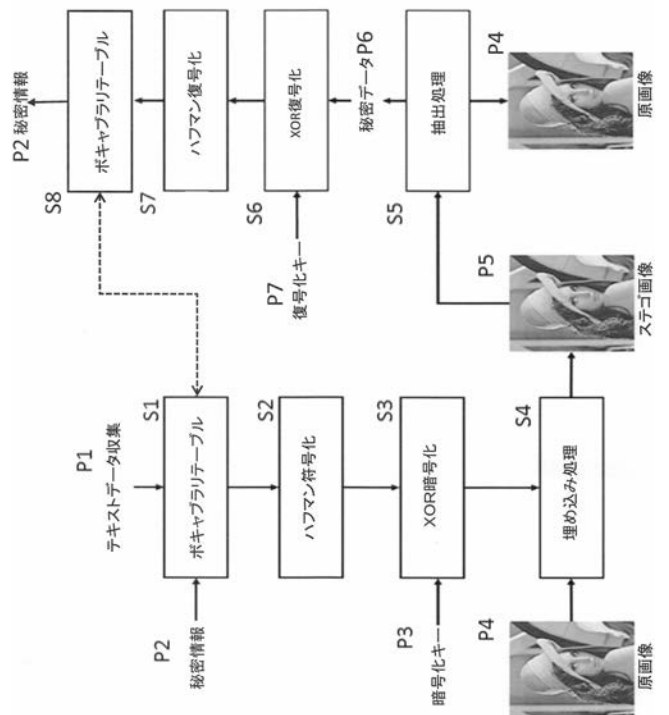 P1
テキストデータ収集
P2
秘密情報
S1
ボキャブラリテーブル
S2
ハフマン符号化
P3
暗号化キー
S3
XOR暗号化
P4
原画像
S4
埋め込み処理
P5
ステゴ画像
S5
抽出処理
P4
原画像
秘密データP6
P7
復号化キー
S6
XOR復号化
S7
ハフマン復号化
S8
ボキャブラリテーブル
P2 秘密情報